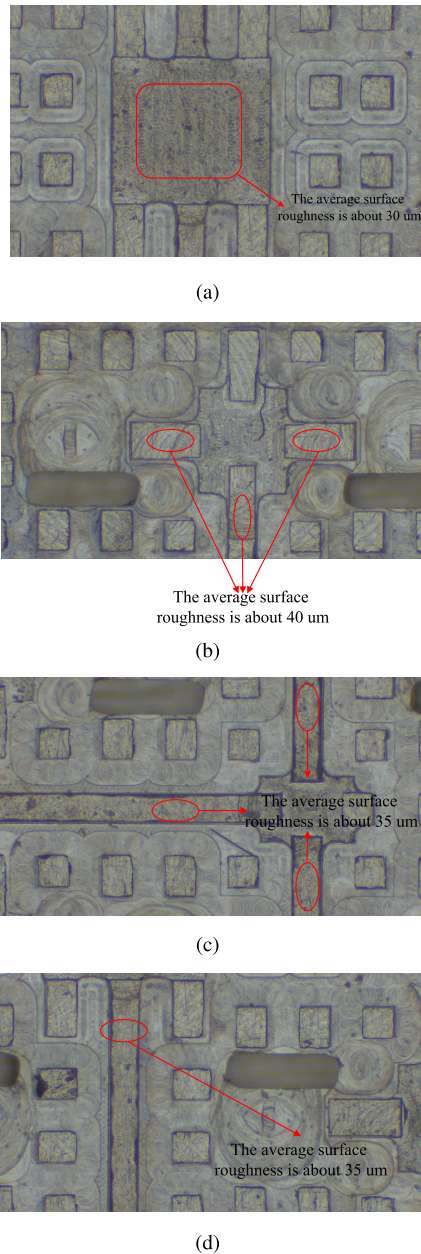 The average surface
roughness is about 30 um
(a)
The average surface
roughness is about 40 um
(b)
The average surface
roughness is about 35 um
(c)
The average surface
roughness is about 35 um
(d)